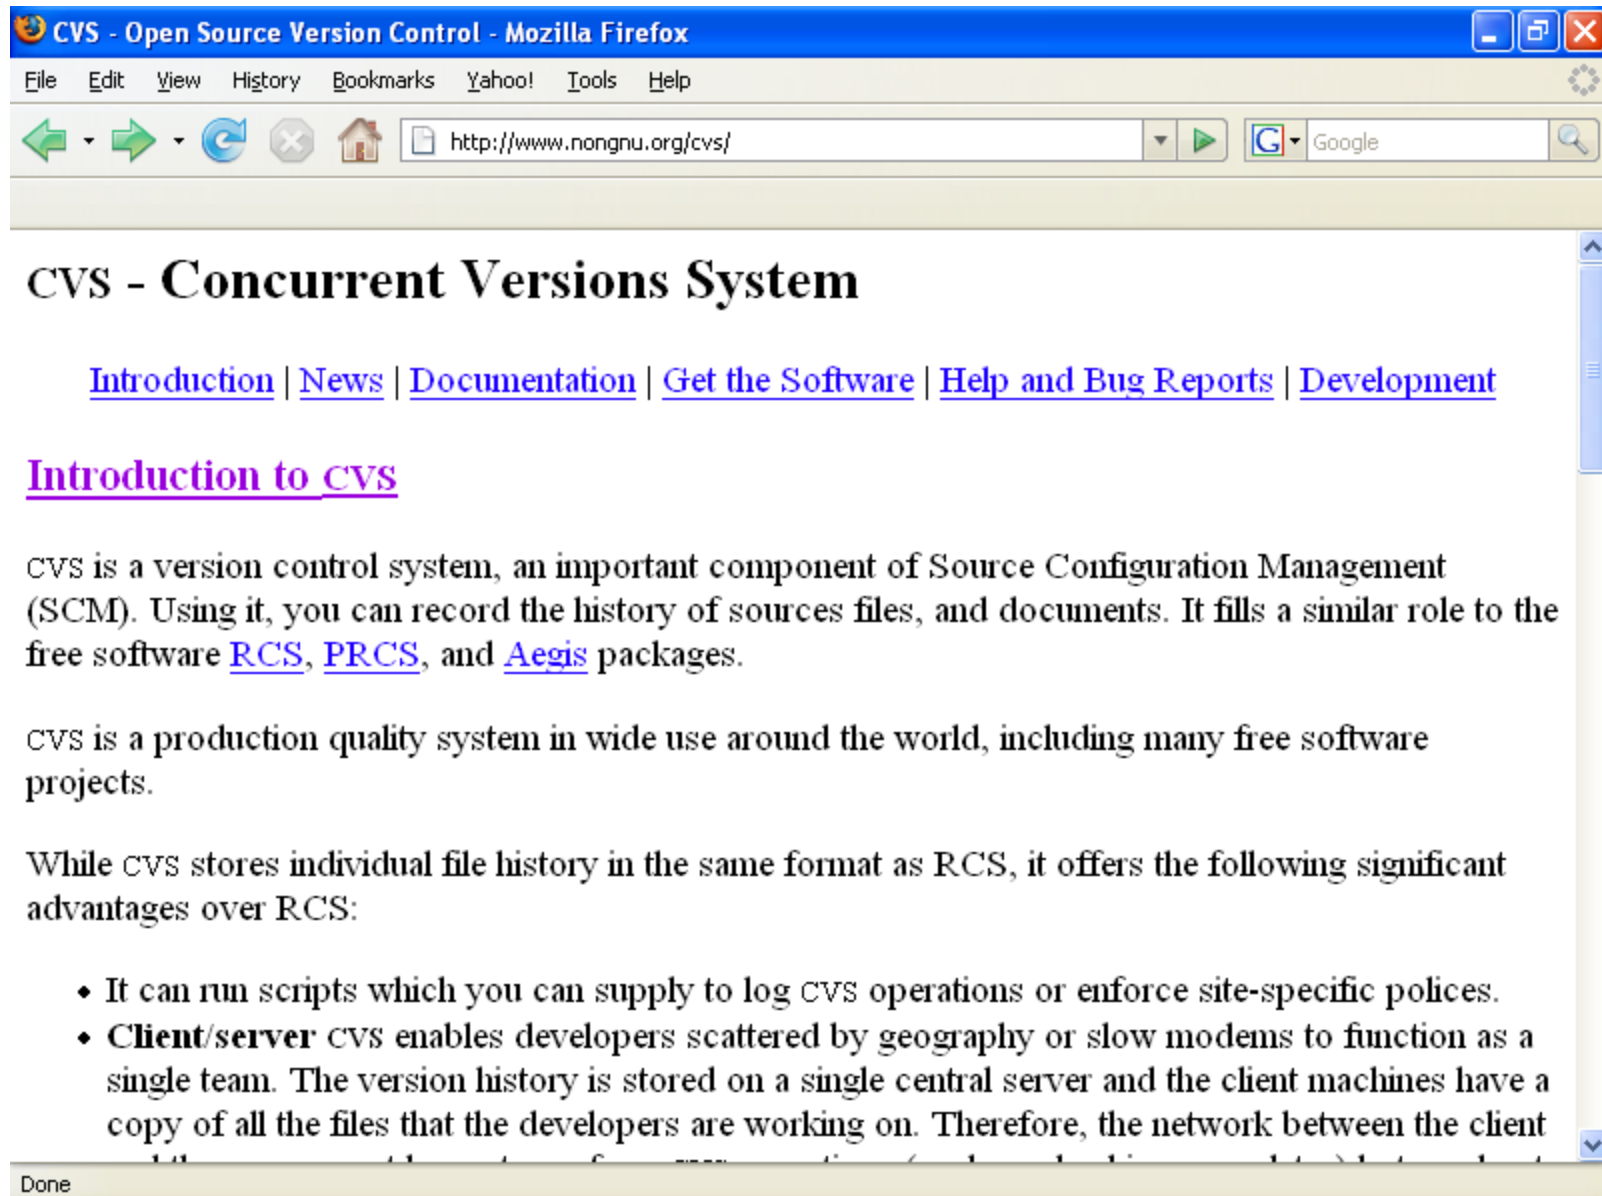 CVS - Open Source Version Control - Mozilla Firefox
File Edit View History Bookmarks Yahoo! Tools Help
http://www.nongnu.org/cvs/ G Google
CVS - Concurrent Versions System
Introduction | News | Documentation | Get the Software | Help and Bug Reports | Development
Introduction to CVS
CVS is a version control system, an important component of Source Configuration Management
(SCM). Using it, you can record the history of sources files, and documents. It fills a similar role to the
free software RCS, PRCS, and Aegis packages.
CVS is a production quality system in wide use around the world, including many free software
projects.
While CVS stores individual file history in the same format as RCS, it offers the following significant
advantages over RCS:
• It can run scripts which you can supply to log CVS operations or enforce site-specific polices.
• Client/server CVS enables developers scattered by geography or slow modems to function as a
single team. The version history is stored on a single central server and the client machines have a
copy of all the files that the developers are working on. Therefore, the network between the client
Done